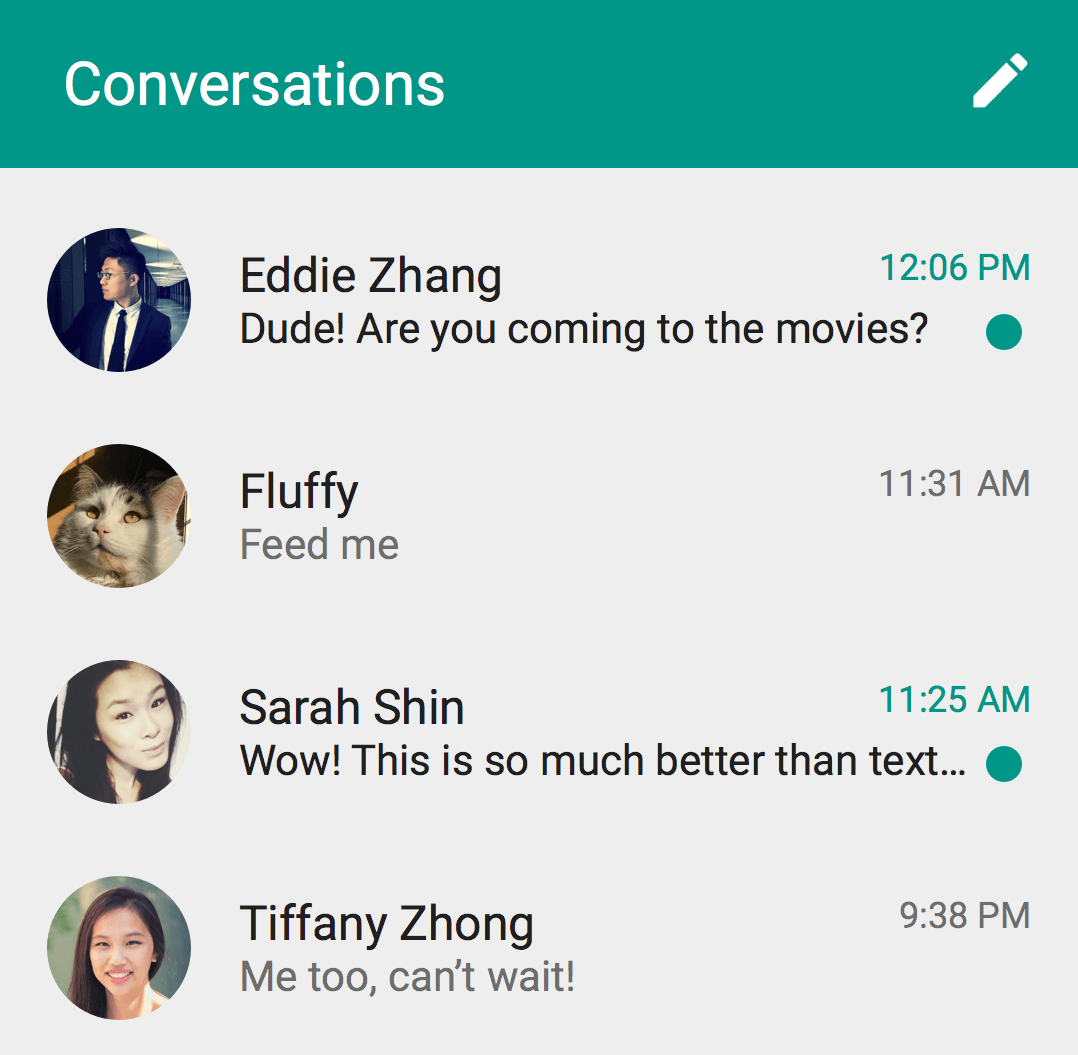 Conversations
Eddie Zhang
12:06 PM
Dude! Are you coming to the movies?
Fluffy
11:31 AM
Feed me
Sarah Shin
11:25 AM
Wow! This is so much better than text...
Tiffany Zhong
9:38 PM
Me too, can’t wait!